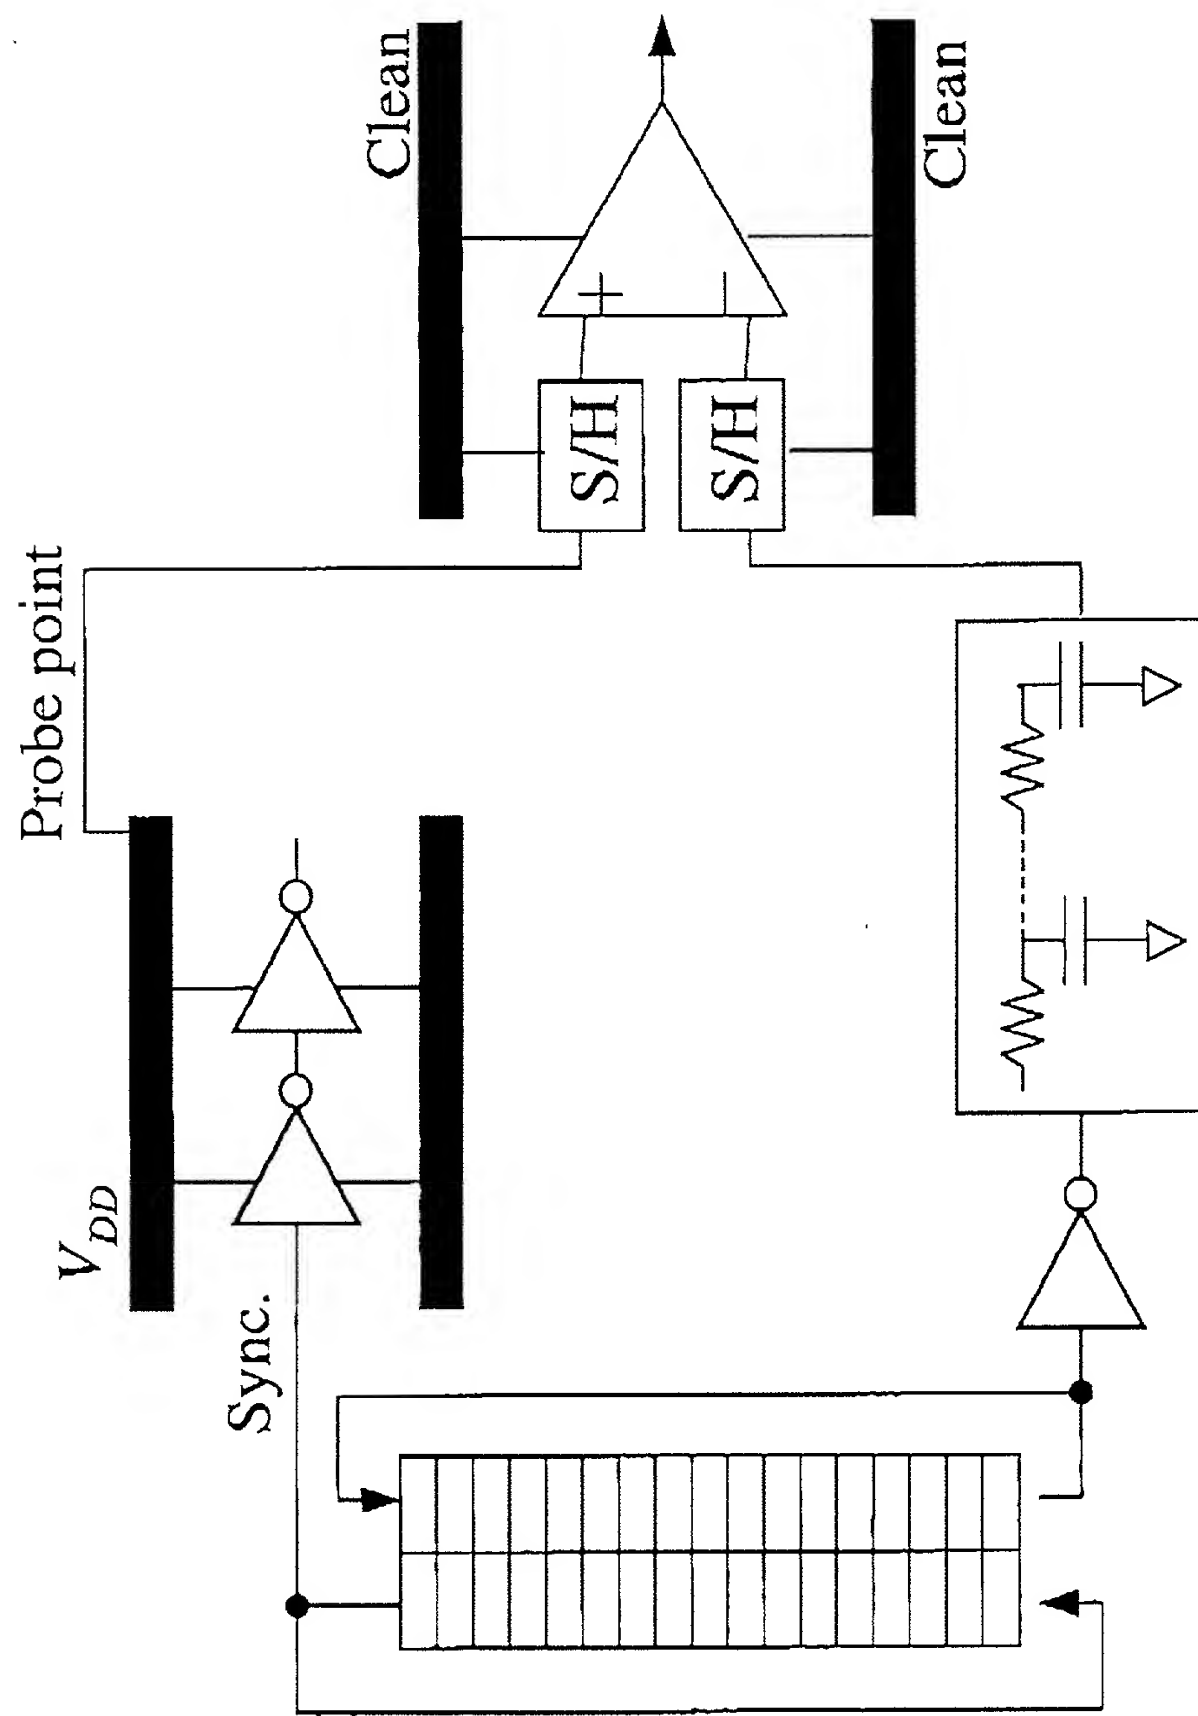 V_DD
Probe point
Clean
Sync.
S/H
+
S/H
−
Clean